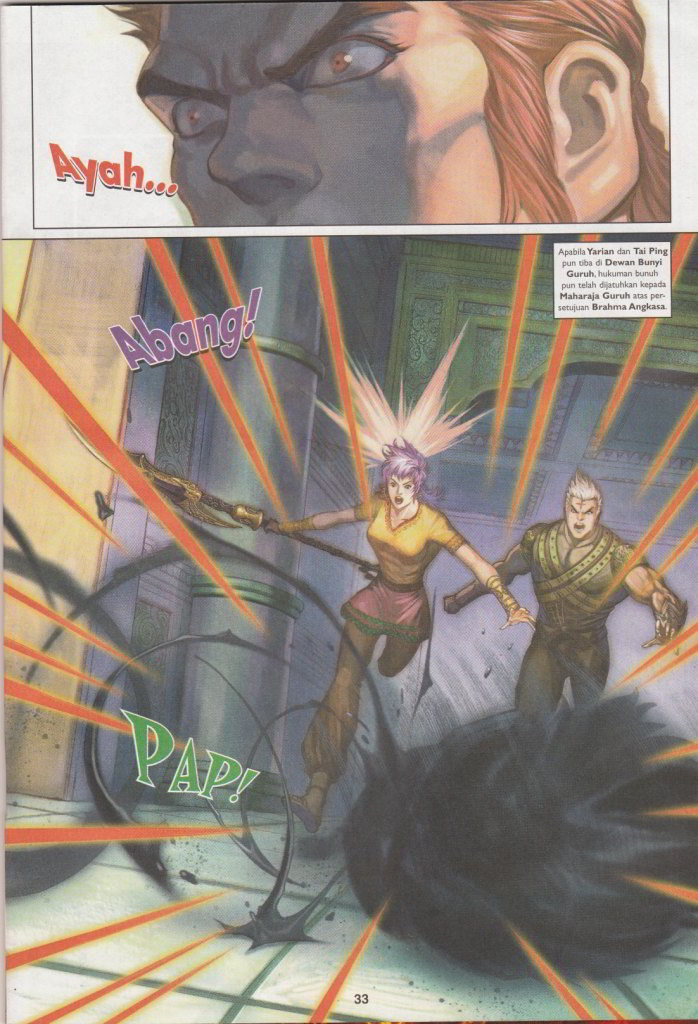 Ayah...
Apabila Yarian dan Tai Ping
pun tiba di Dewan Bunyi
Guruh, hukuman bunuh
pun telah dijatuhkan kepada
Maharaja Guruh atas per-
setujuan Brahma Angkasa.
Abang!
PAP!
33